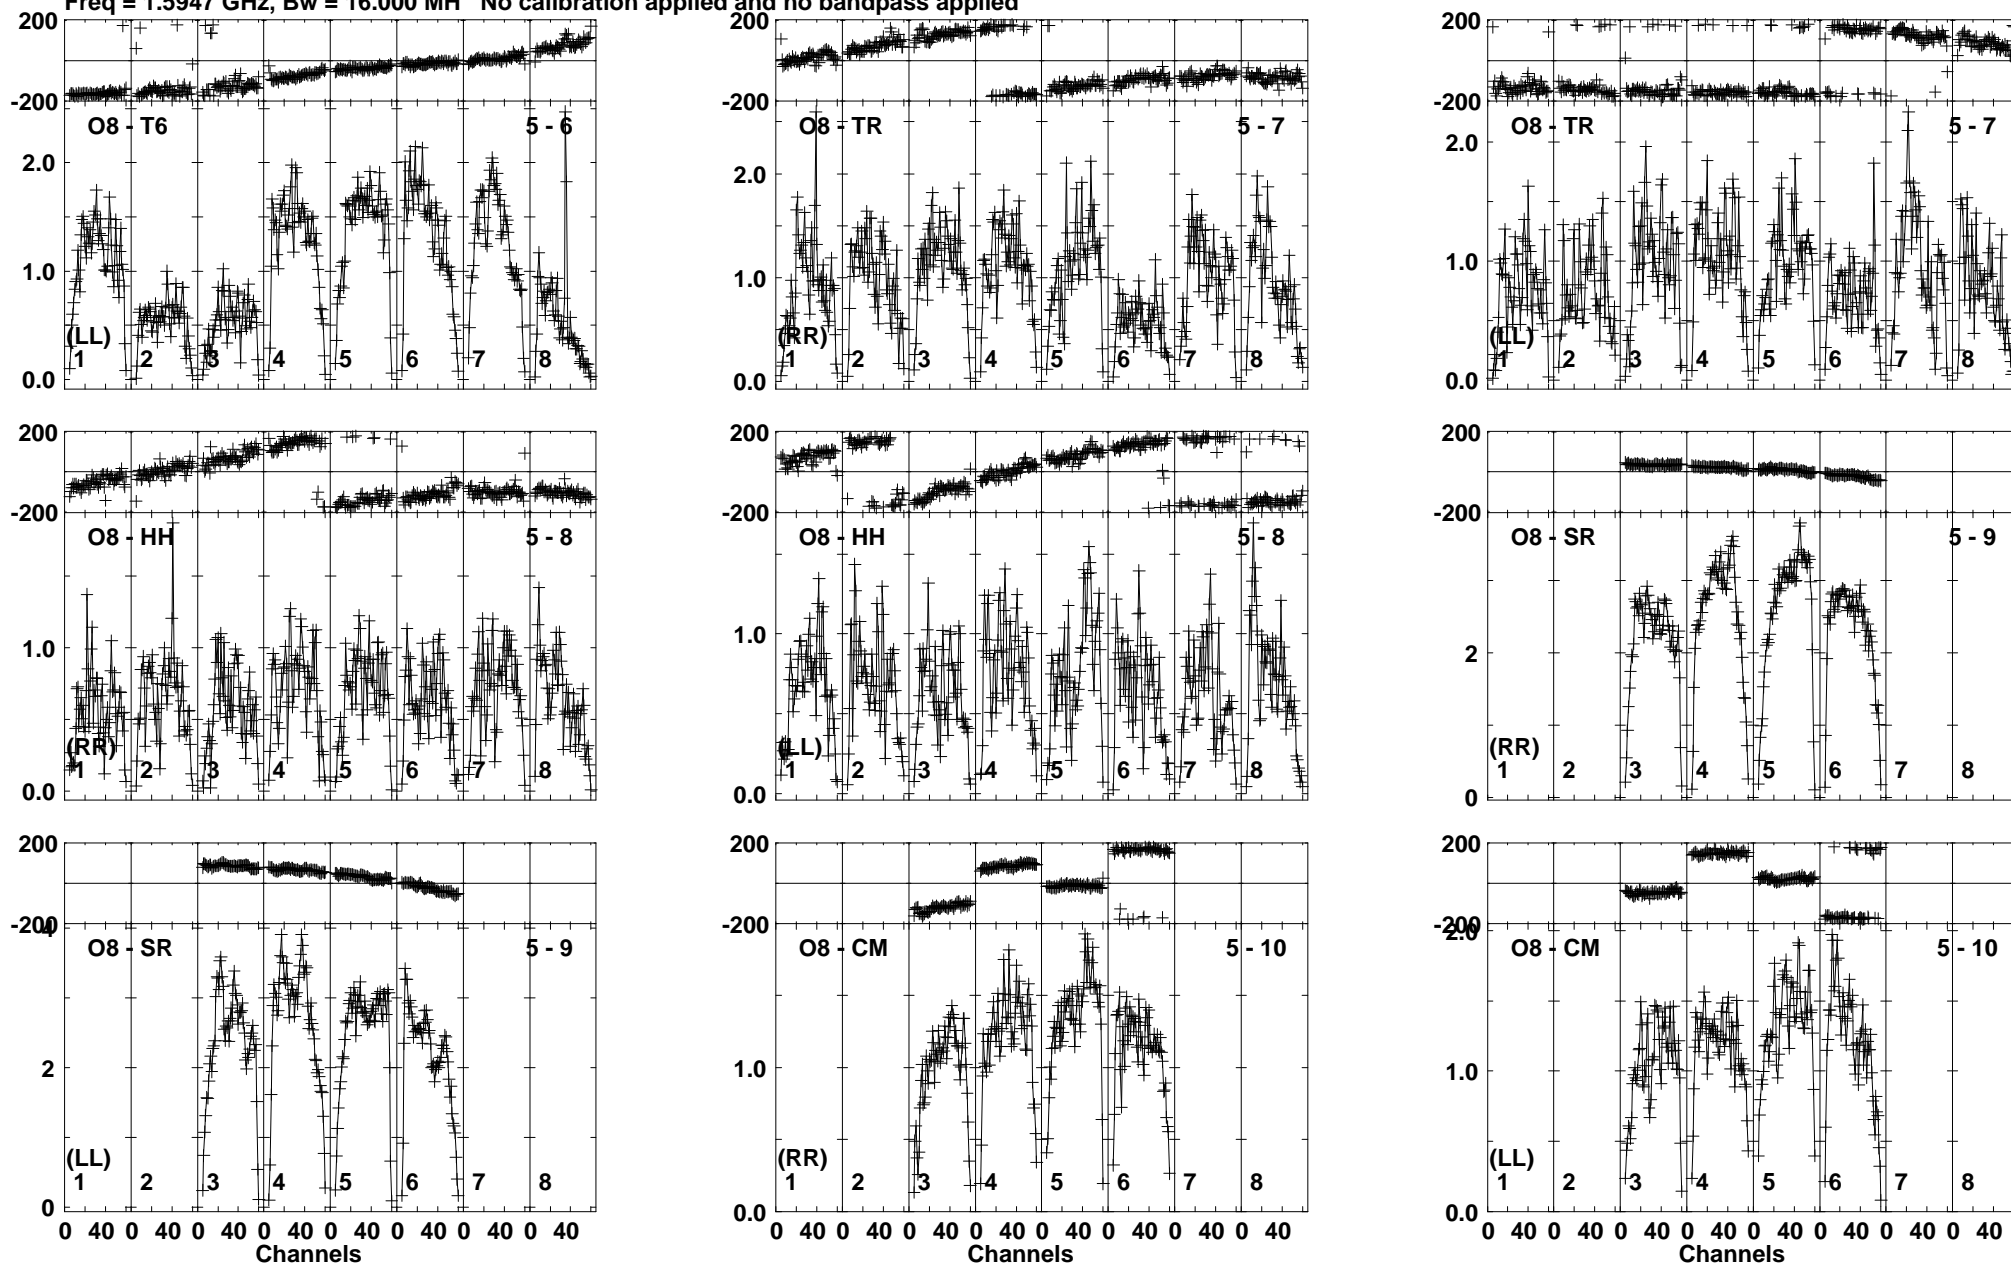 Freq = 1.5947 GHz, Bw = 16.000 MH No calibration applied and no bandpass applied
200 200 200
-200 -200 -200
O8 - T6 5 - 6 O8 - TR 5 - 7 O8 - TR 5 - 7
2.0 2.0 2.0
1.0 1.0 1.0
(LL) (RR) (LL)
1 2 3 4 5 6 7 8 1 2 3 4 5 6 7 8 1 2 3 4 5 6 7 8
0.0 0.0 0.0
200 200 200
-200 -200 -200
O8 - HH 5 - 8 O8 - HH 5 - 8 O8 - SR 5 - 9
1.0 1.0 2
(RR) (LL) (RR)
1 2 3 4 5 6 7 8 1 2 3 4 5 6 7 8 1 2 3 4 5 6 7 8
0.0 0.0 0
200 200 200
-200 -200 -200
4 2.0
O8 - SR 5 - 9 O8 - CM 5 - 10 O8 - CM 5 - 10
2 1.0 1.0
(LL) (RR) (LL)
1 2 3 4 5 6 7 8 1 2 3 4 5 6 7 8 1 2 3 4 5 6 7 8
0 0.0 0.0
0 40 0 40 0 40 0 40 0 40 0 40 0 40 0 40 0 40 0 40 0 40 0 40 0 40 0 40 0 40 0 40 0 40 0 40 0 40 0 40 0 40 0 40 0 40 0 40
Channels Channels Channels